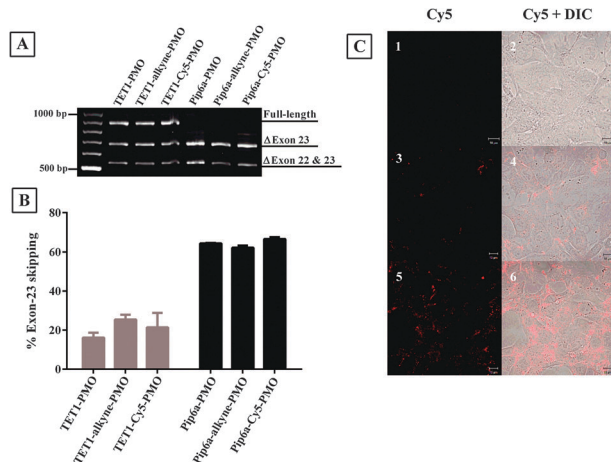 A
TET1-PMO
TET1-alkyne-PMO
TET1-Cy5-PMO
Pip6a-PMO
Pip6a-alkyne-PMO
Pip6a-Cy5-PMO
1000 bp
500 bp
Full-length
ΔExon 23
ΔExon 22 & 23
B
% Exon-23 skipping
80
60
40
20
0
TET1-PMO
TET1-alkyne-PMO
TET1-Cy5-PMO
Pip6a-PMO
Pip6a-alkyne-PMO
Pip6a-Cy5-PMO
C
Cy5
Cy5 + DIC
1
2
3
4
5
6